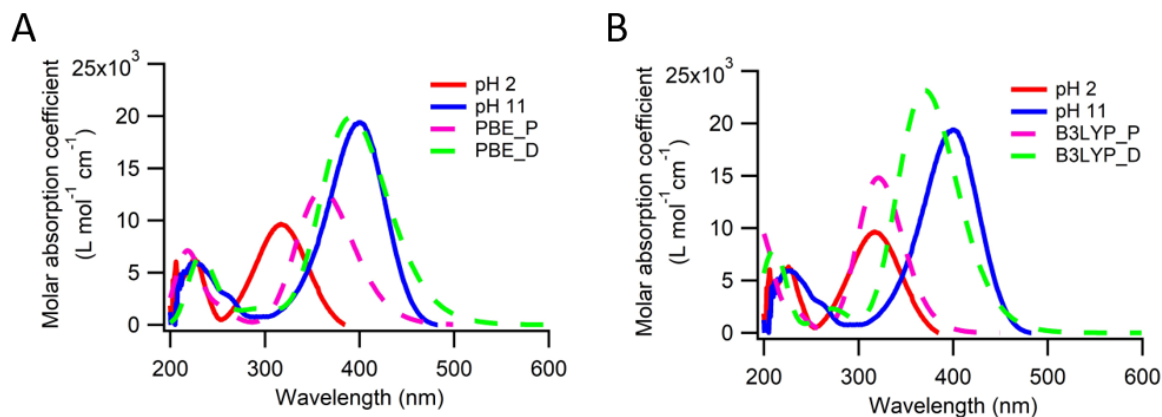 A
Molar absorption coefficient
(L mol⁻¹ cm⁻¹)
25x10³
20
15
10
5
0
200 300 400 500 600
Wavelength (nm)
pH 2
pH 11
PBE_P
PBE_D
B
Molar absorption coefficient
(L mol⁻¹ cm⁻¹)
25x10³
20
15
10
5
0
200 300 400 500 600
Wavelength (nm)
pH 2
pH 11
B3LYP_P
B3LYP_D